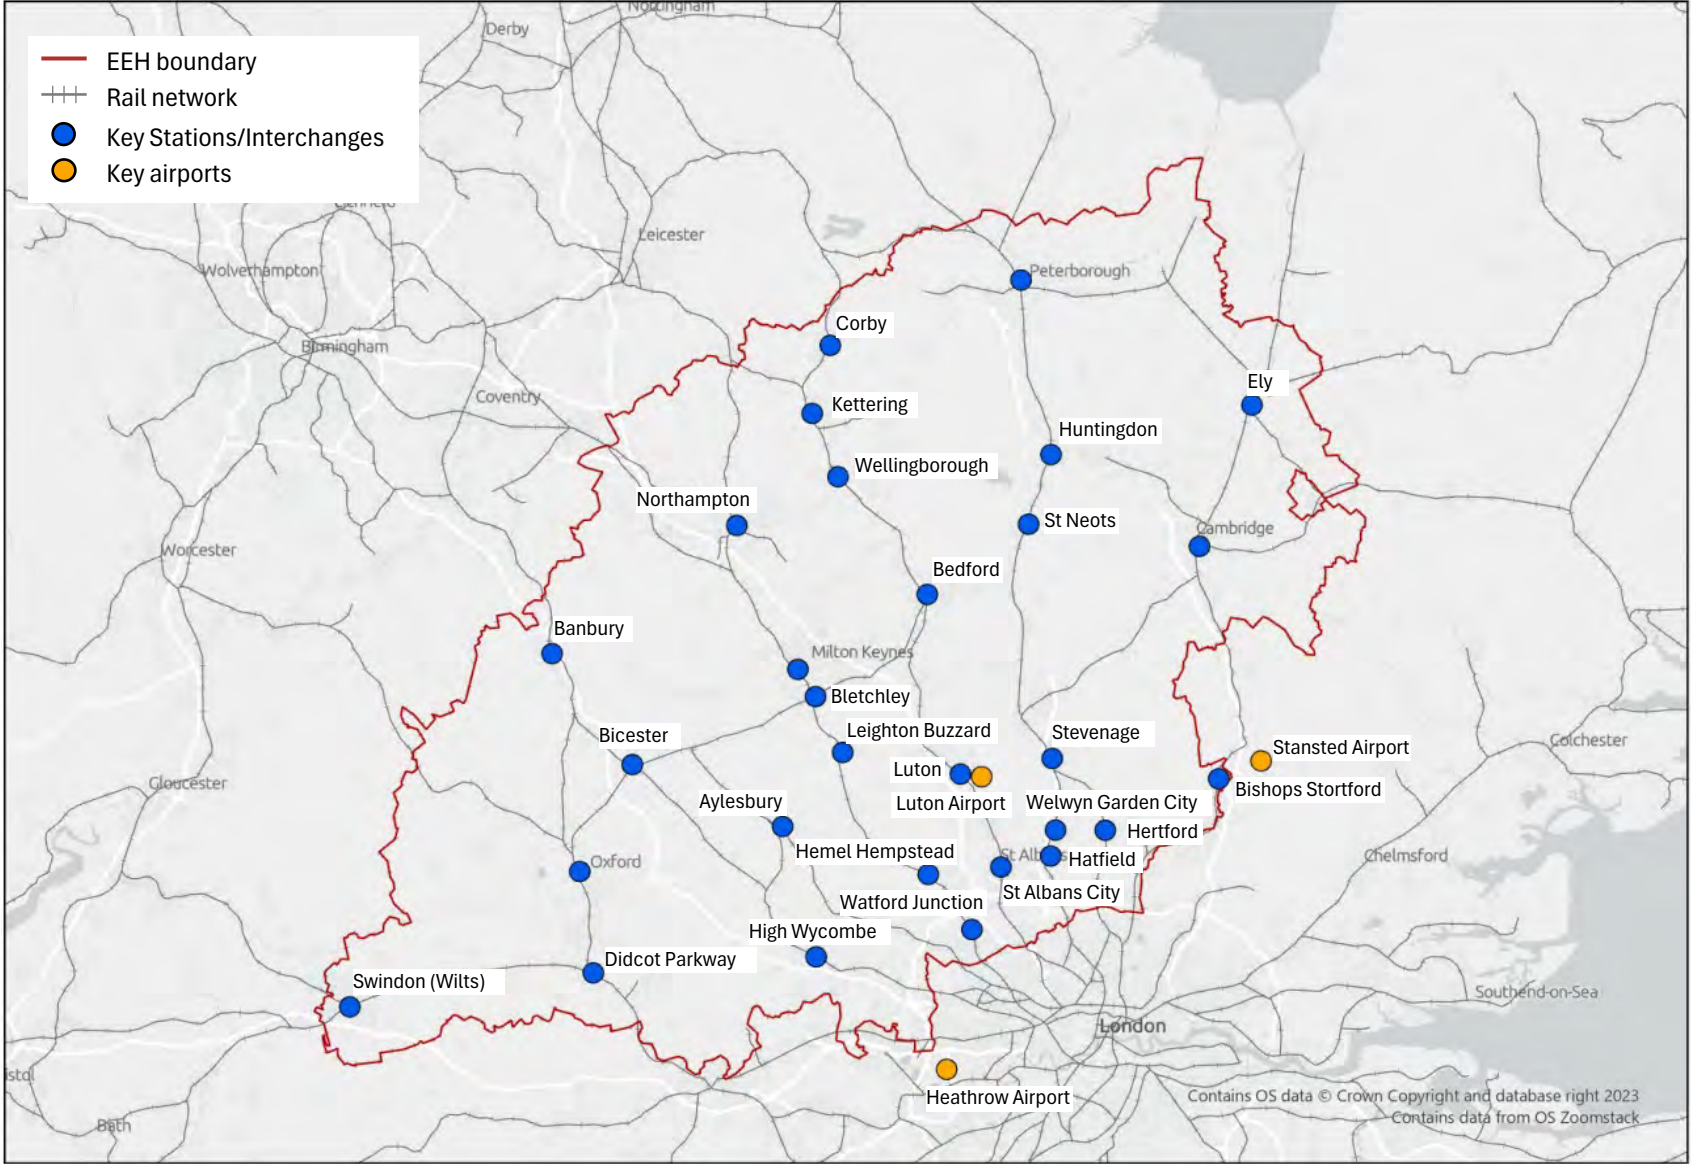 Nottingham
Derby
EEH boundary
Rail network
Key Stations/Interchanges
Key airports
Leicester
Wolverhampton
Peterborough
Corby
Birmingham
Ely
Coventry
Kettering
Huntingdon
Wellingborough
Northampton
St Neots
Cambridge
Worcester
Bedford
Banbury
Milton Keynes
Bletchley
Leighton Buzzard
Bicester
Stevenage
Colchester
Stansted Airport
Luton
Gloucester
Bishops Stortford
Aylesbury
Luton Airport
Welwyn Garden City
Hertford
Hemel Hempstead
St Alb
s
Hatfield
Chelmsford
Oxford
St Albans City
Watford Junction
High Wycombe
Didcot Parkway
Swindon (Wilts)
Southend-on-Sea
London
istol
Heathrow Airport
Contains OS data © Crown Copyright and database right 2023
Contains data from OS Zoomstack
Bath